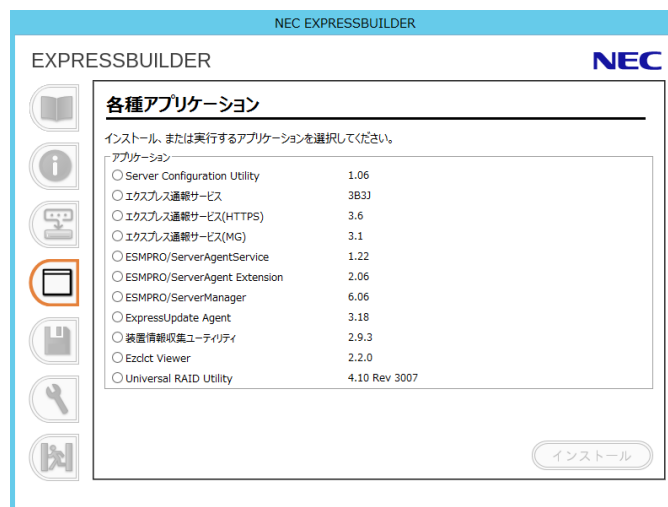 NEC EXPRESSBUILDER
EXPRESSBUILDER
NEC
各種アプリケーション
インストール、または実行するアプリケーションを選択してください。
アプリケーション
Server Configuration Utility 1.06
エクスプレス通報サービス 3B3J
エクスプレス通報サービス(HTTPS) 3.6
エクスプレス通報サービス(MG) 3.1
ESMPRO/ServerAgentService 1.22
ESMPRO/ServerAgent Extension 2.06
ESMPRO/ServerManager 6.06
ExpressUpdate Agent 3.18
装置情報収集ユーティリティ 2.9.3
Ezclct Viewer 2.2.0
Universal RAID Utility 4.10 Rev 3007
インストール